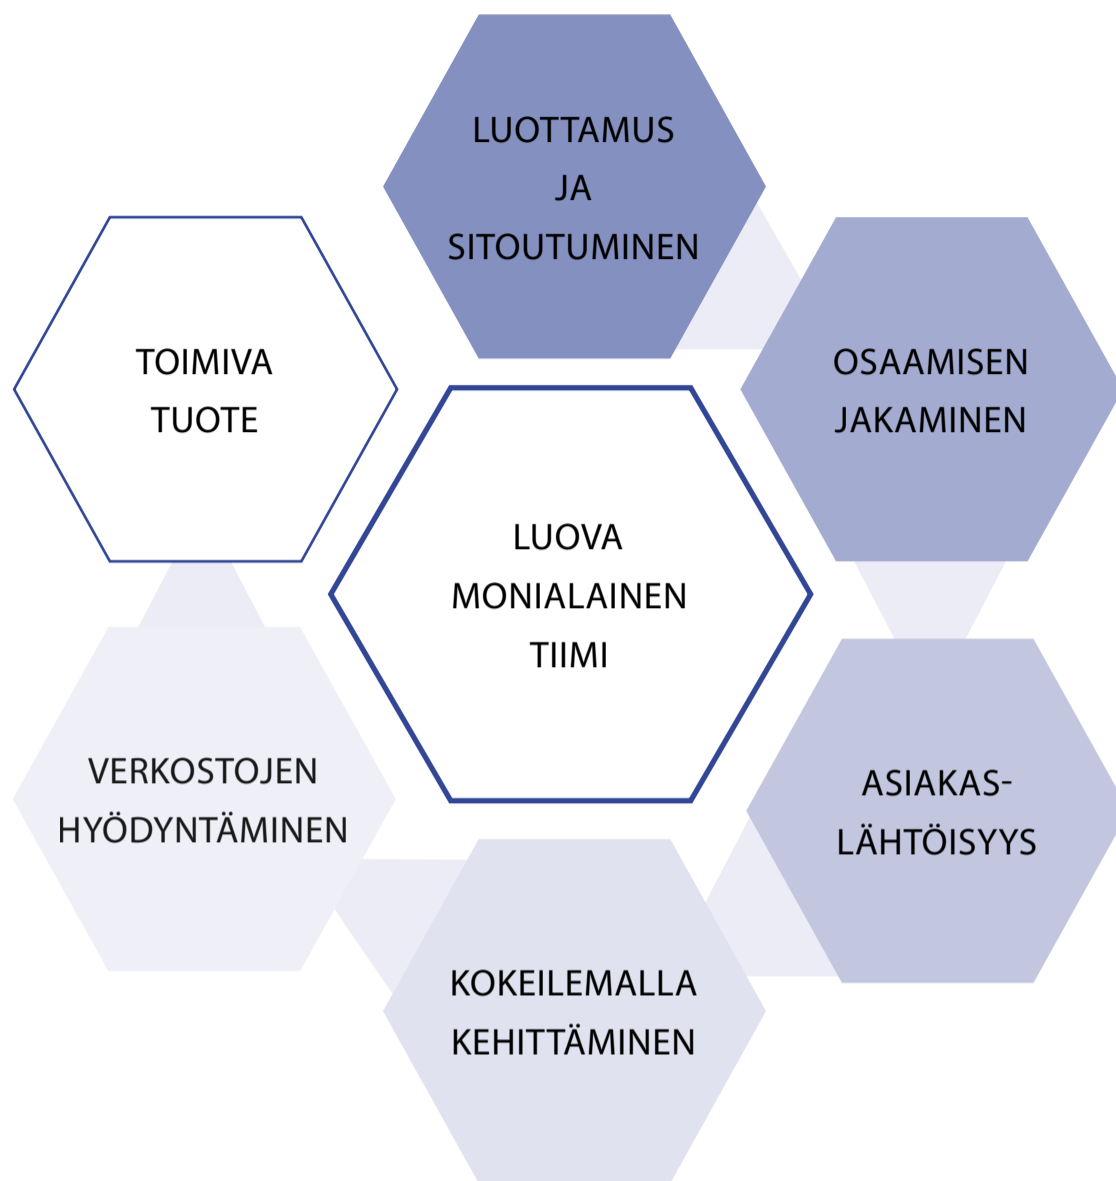 LUOTTAMUS
JA
SITOUTUMINEN
OSAAMISEN
JAKAMINEN
ASIAKAS-
LÄHTÖISYYS
KOKEILEMALLA
KEHITTÄMINEN
VERKOSTOJEN
HYÖDYNTÄMINEN
TOIMIVA
TUOTE
LUOVA
MONIALAINEN
TIIMI